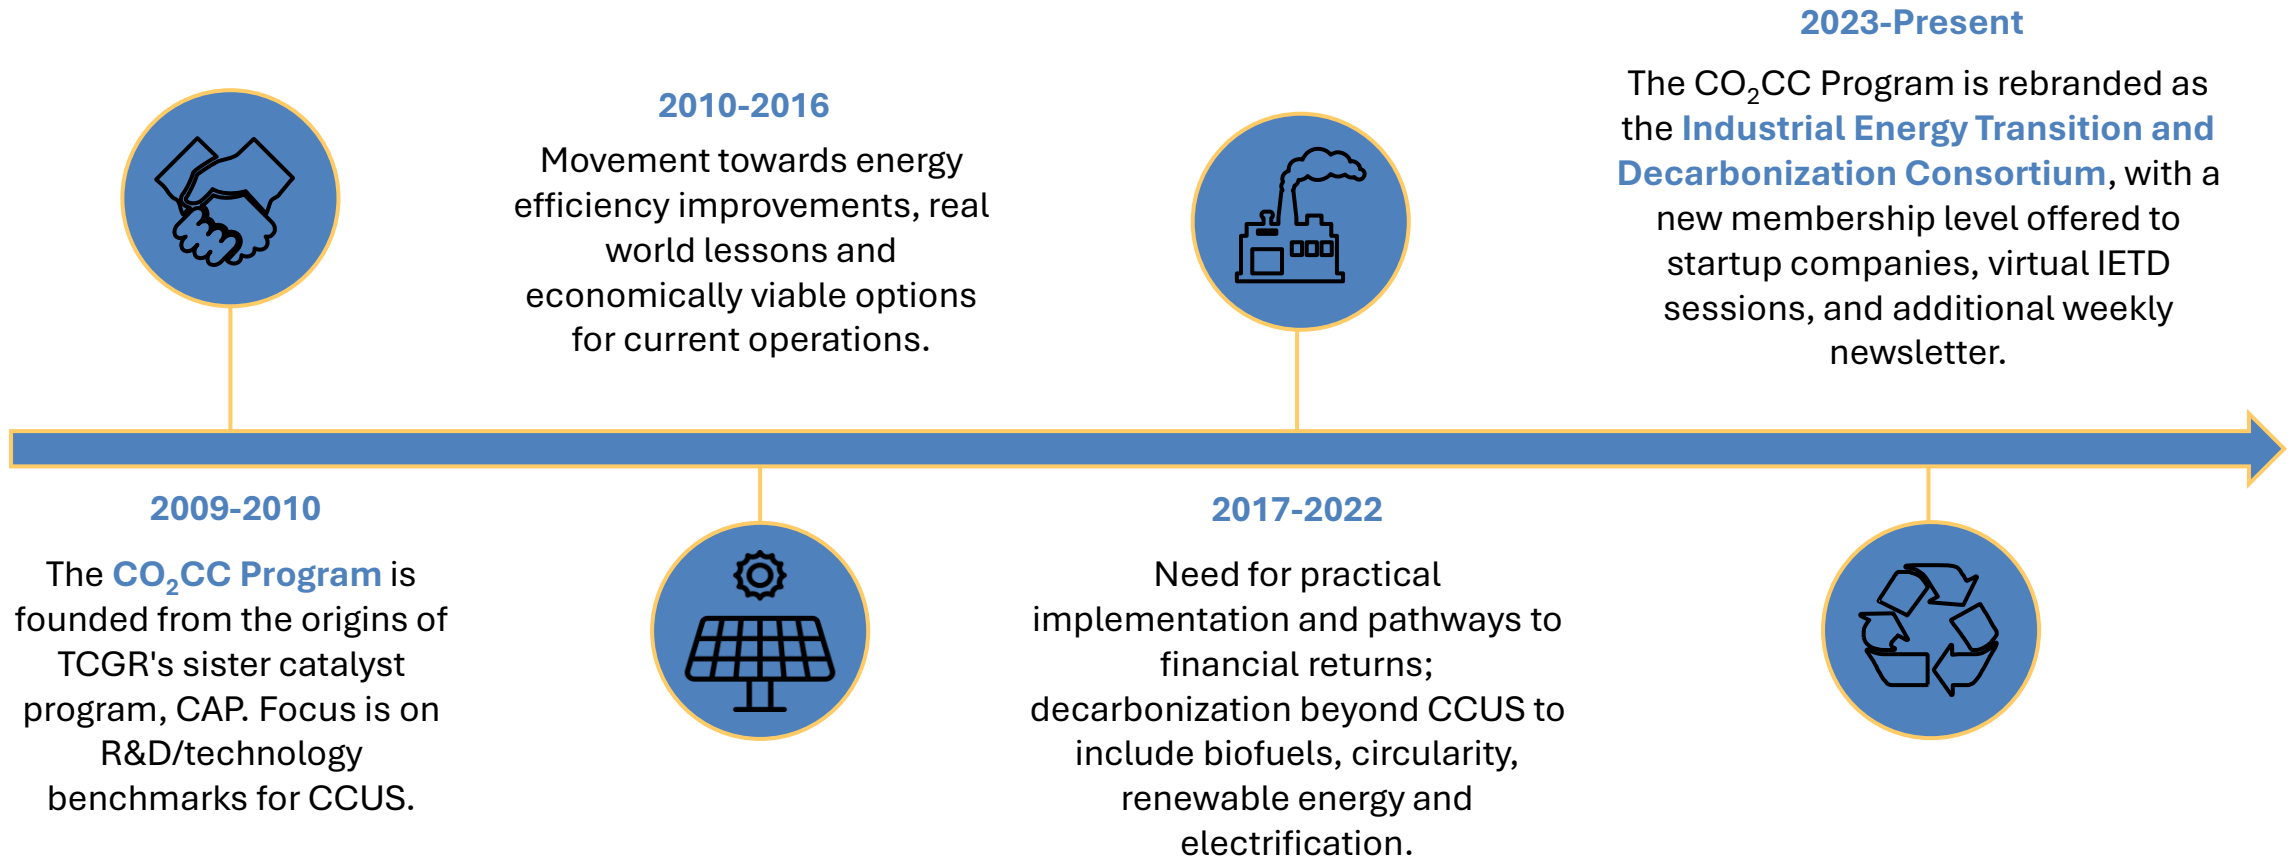 2009-2010
The CO₂CC Program is
founded from the origins of
TCGR's sister catalyst
program, CAP. Focus is on
R&D/technology
benchmarks for CCUS.
2010-2016
Movement towards energy
efficiency improvements, real
world lessons and
economically viable options
for current operations.
2017-2022
Need for practical
implementation and pathways to
financial returns;
decarbonization beyond CCUS to
include biofuels, circularity,
renewable energy and
electrification.
2023-Present
The CO₂CC Program is rebranded as
the Industrial Energy Transition and
Decarbonization Consortium, with a
new membership level offered to
startup companies, virtual IETD
sessions, and additional weekly
newsletter.